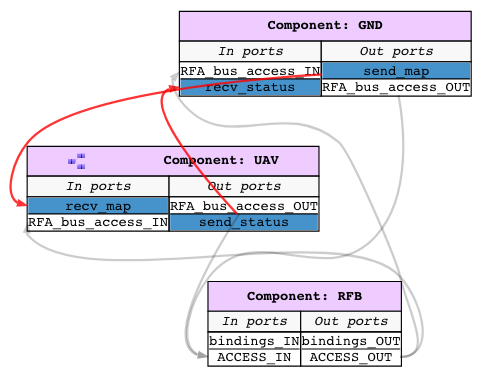 Component: GND
In ports Out ports
RFA_bus_access_IN send_map
recv_status RFA_bus_access_OUT
Component: UAV
In ports Out ports
recv_map RFA_bus_access_OUT
RFA_bus_access_IN send_status
Component: RFB
In ports Out ports
bindings_IN bindings_OUT
ACCESS_IN ACCESS_OUT